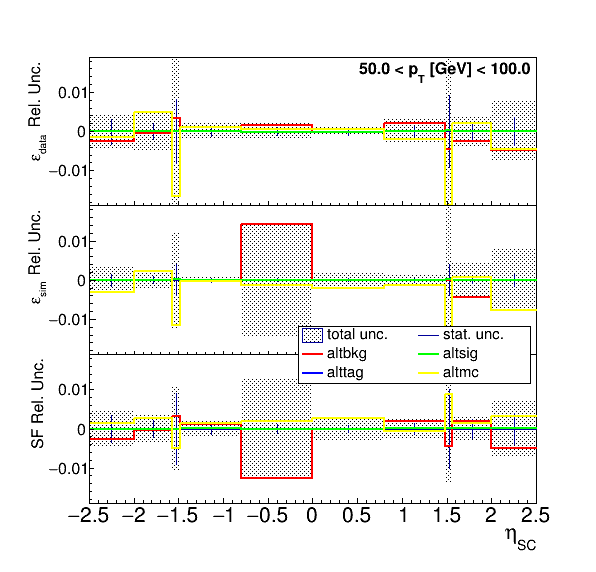 50.0 < p_T [GeV] < 100.0
ε_data Rel. Unc.
0.01
0
−0.01
ε_sim Rel. Unc.
0.01
0
−0.01
total unc. stat. unc.
altbkg altsig
alttag altmc
SF Rel. Unc.
0.01
0
−0.01
−2.5 −2 −1.5 −1 −0.5 0 0.5 1 1.5 2 2.5
η_SC